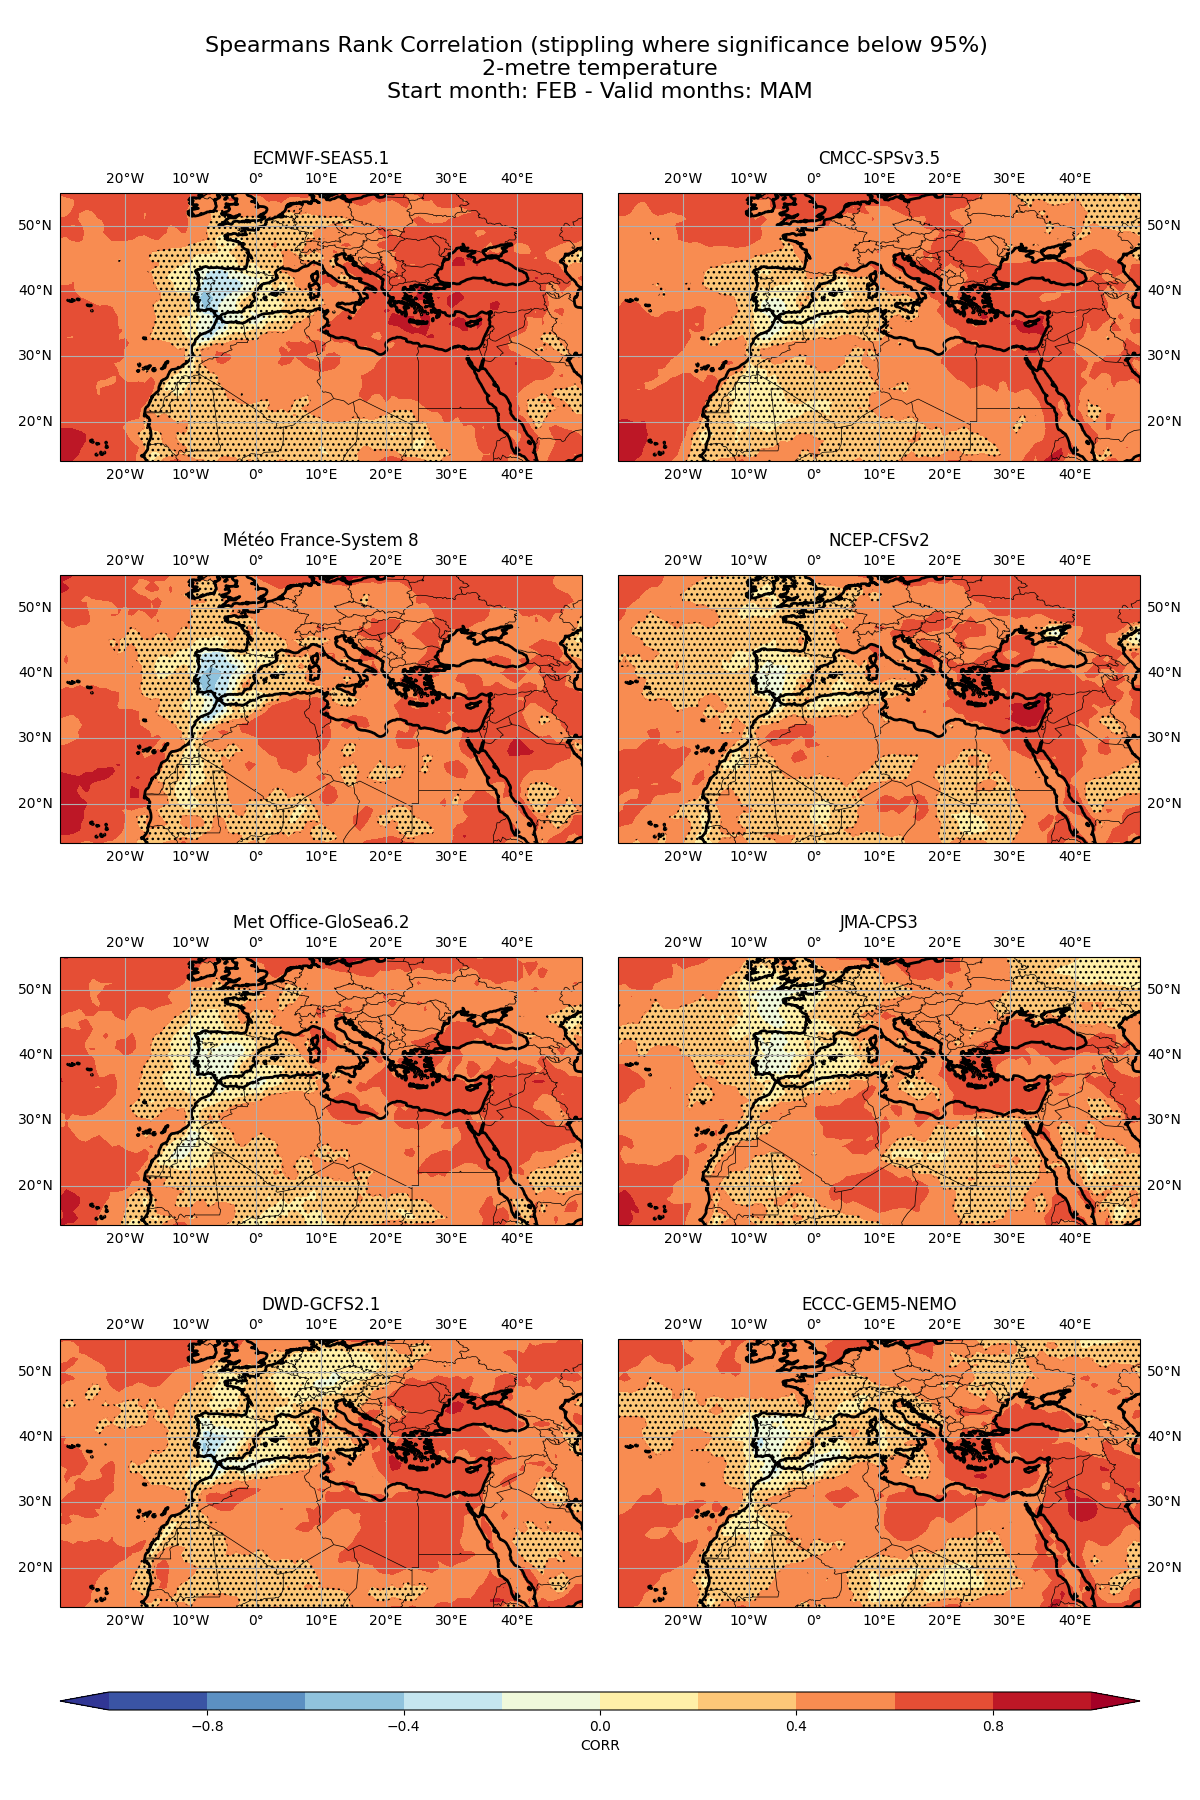 Spearmans Rank Correlation (stippling where significance below 95%)
2-metre temperature
Start month: FEB - Valid months: MAM
ECMWF-SEAS5.1
20°W 10°W 0° 10°E 20°E 30°E 40°E
50°N
40°N
30°N
20°N
20°W 10°W 0° 10°E 20°E 30°E 40°E
CMCC-SPSv3.5
20°W 10°W 0° 10°E 20°E 30°E 40°E
50°N
40°N
30°N
20°N
20°W 10°W 0° 10°E 20°E 30°E 40°E
Météo France-System 8
20°W 10°W 0° 10°E 20°E 30°E 40°E
50°N
40°N
30°N
20°N
20°W 10°W 0° 10°E 20°E 30°E 40°E
NCEP-CFSv2
20°W 10°W 0° 10°E 20°E 30°E 40°E
50°N
40°N
30°N
20°N
20°W 10°W 0° 10°E 20°E 30°E 40°E
Met Office-GloSea6.2
20°W 10°W 0° 10°E 20°E 30°E 40°E
50°N
40°N
30°N
20°N
20°W 10°W 0° 10°E 20°E 30°E 40°E
JMA-CPS3
20°W 10°W 0° 10°E 20°E 30°E 40°E
50°N
40°N
30°N
20°N
20°W 10°W 0° 10°E 20°E 30°E 40°E
DWD-GCFS2.1
20°W 10°W 0° 10°E 20°E 30°E 40°E
50°N
40°N
30°N
20°N
20°W 10°W 0° 10°E 20°E 30°E 40°E
ECCC-GEM5-NEMO
20°W 10°W 0° 10°E 20°E 30°E 40°E
50°N
40°N
30°N
20°N
20°W 10°W 0° 10°E 20°E 30°E 40°E
−0.8 −0.4 0.0 0.4 0.8
CORR